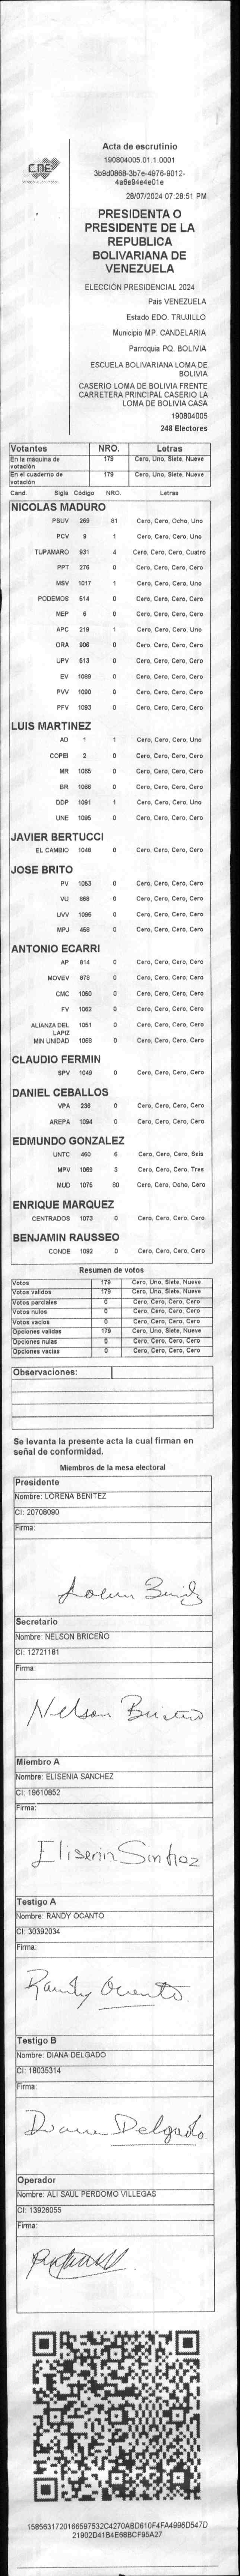 CNE
Acta de escrutinio
190804005.01.1.0001
3b9d0868-3b7e-4976-9012-
4a6e94e4e01e
28/07/2024 07:28:51 PM
PRESIDENTA O
PRESIDENTE DE LA
REPUBLICA
BOLIVARIANA DE
VENEZUELA
ELECCIÓN PRESIDENCIAL 2024
Pais VENEZUELA
Estado EDO. TRUJILLO
Municipio MP. CANDELARIA
Parroquia PQ. BOLIVIA
ESCUELA BOLIVARIANA LOMA DE
BOLIVIA
CASERIO LOMA DE BOLIVIA FRENTE
CARRETERA PRINCIPAL CASERIO LA
LOMA DE BOLIVIA CASA
190804005
248 Electores
Votantes NRO. Letras
En la máquina de votación 179 Cero, Uno, Siete, Nueve
En el cuaderno de votación 179 Cero, Uno, Siete, Nueve
Cand. Sigla Código NRO. Letras
NICOLAS MADURO
PSUV 269 81 Cero, Cero, Ocho, Uno
PCV 9 1 Cero, Cero, Cero, Uno
TUPAMARO 931 4 Cero, Cero, Cero, Cuatro
PPT 276 0 Cero, Cero, Cero, Cero
MSV 1017 1 Cero, Cero, Cero, Uno
PODEMOS 514 0 Cero, Cero, Cero, Cero
MEP 6 0 Cero, Cero, Cero, Cero
APC 219 1 Cero, Cero, Cero, Uno
ORA 906 0 Cero, Cero, Cero, Cero
UPV 513 0 Cero, Cero, Cero, Cero
EV 1089 0 Cero, Cero, Cero, Cero
PVV 1090 0 Cero, Cero, Cero, Cero
PFV 1093 0 Cero, Cero, Cero, Cero
LUIS MARTINEZ
AD 1 1 Cero, Cero, Cero, Uno
COPEI 2 0 Cero, Cero, Cero, Cero
MR 1065 0 Cero, Cero, Cero, Cero
BR 1066 0 Cero, Cero, Cero, Cero
DDP 1091 1 Cero, Cero, Cero, Uno
UNE 1095 0 Cero, Cero, Cero, Cero
JAVIER BERTUCCI
EL CAMBIO 1048 0 Cero, Cero, Cero, Cero
JOSE BRITO
PV 1053 0 Cero, Cero, Cero, Cero
VU 868 0 Cero, Cero, Cero, Cero
UVV 1096 0 Cero, Cero, Cero, Cero
MPJ 459 0 Cero, Cero, Cero, Cero
ANTONIO ECARRI
AP 814 0 Cero, Cero, Cero, Cero
MOVEV 878 0 Cero, Cero, Cero, Cero
CMC 1050 0 Cero, Cero, Cero, Cero
FV 1062 0 Cero, Cero, Cero, Cero
ALIANZA DEL LAPIZ 1051 0 Cero, Cero, Cero, Cero
MIN UNIDAD 1068 0 Cero, Cero, Cero, Cero
CLAUDIO FERMIN
SPV 1049 0 Cero, Cero, Cero, Cero
DANIEL CEBALLOS
VPA 236 0 Cero, Cero, Cero, Cero
AREPA 1094 0 Cero, Cero, Cero, Cero
EDMUNDO GONZALEZ
UNTC 460 6 Cero, Cero, Cero, Seis
MPV 1069 3 Cero, Cero, Cero, Tres
MUD 1075 80 Cero, Cero, Ocho, Cero
ENRIQUE MARQUEZ
CENTRADOS 1073 0 Cero, Cero, Cero, Cero
BENJAMIN RAUSSEO
CONDE 1092 0 Cero, Cero, Cero, Cero
Resumen de votos
Votos 179 Cero, Uno, Siete, Nueve
Votos validos 179 Cero, Uno, Siete, Nueve
Votos parciales 0 Cero, Cero, Cero, Cero
Votos nulos 0 Cero, Cero, Cero, Cero
Votos vacios 0 Cero, Cero, Cero, Cero
Opciones validas 179 Cero, Uno, Siete, Nueve
Opciones nulas 0 Cero, Cero, Cero, Cero
Opciones vacias 0 Cero, Cero, Cero, Cero
Observaciones:
Se levanta la presente acta la cual firman en
señal de conformidad.
Miembros de la mesa electoral
Presidente
Nombre: LORENA BENITEZ
CI: 20708090
Firma:
Secretario
Nombre: NELSON BRICEÑO
CI: 12721181
Firma:
Nelson Briceño
Miembro A
Nombre: ELISENIA SANCHEZ
CI: 19610852
Firma:
Testigo A
Nombre: RANDY OCANTO
CI: 30392034
Firma:
Randy Ocanto
Testigo B
Nombre: DIANA DELGADO
CI: 18035314
Firma:
Diana Delgado
Operador
Nombre: ALI SAUL PERDOMO VILLEGAS
CI: 13926055
Firma:
158563172016659753​2C4270ABD610F4FA4996D547D
21902D41B4E68BCF95A27